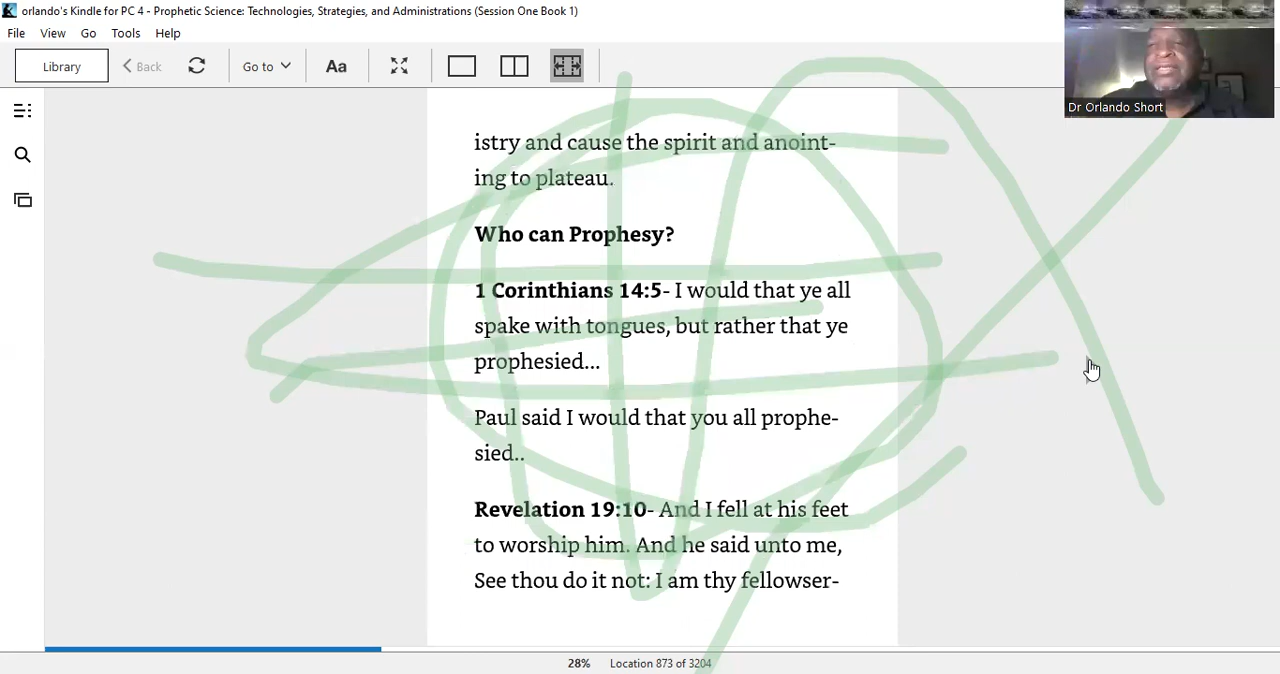 orlando's Kindle for PC 4 - Prophetic Science: Technologies, Strategies, and Administrations (Session One Book 1)
File View Go Tools Help
Library Back Go to Aa
Dr Orlando Short
istry and cause the spirit and anoint-
ing to plateau.
Who can Prophesy?
1 Corinthians 14:5- I would that ye all
spake with tongues, but rather that ye
prophesied...
Paul said I would that you all prophe-
sied..
Revelation 19:10- And I fell at his feet
to worship him. And he said unto me,
See thou do it not: I am thy fellowser-
28% Location 873 of 3204